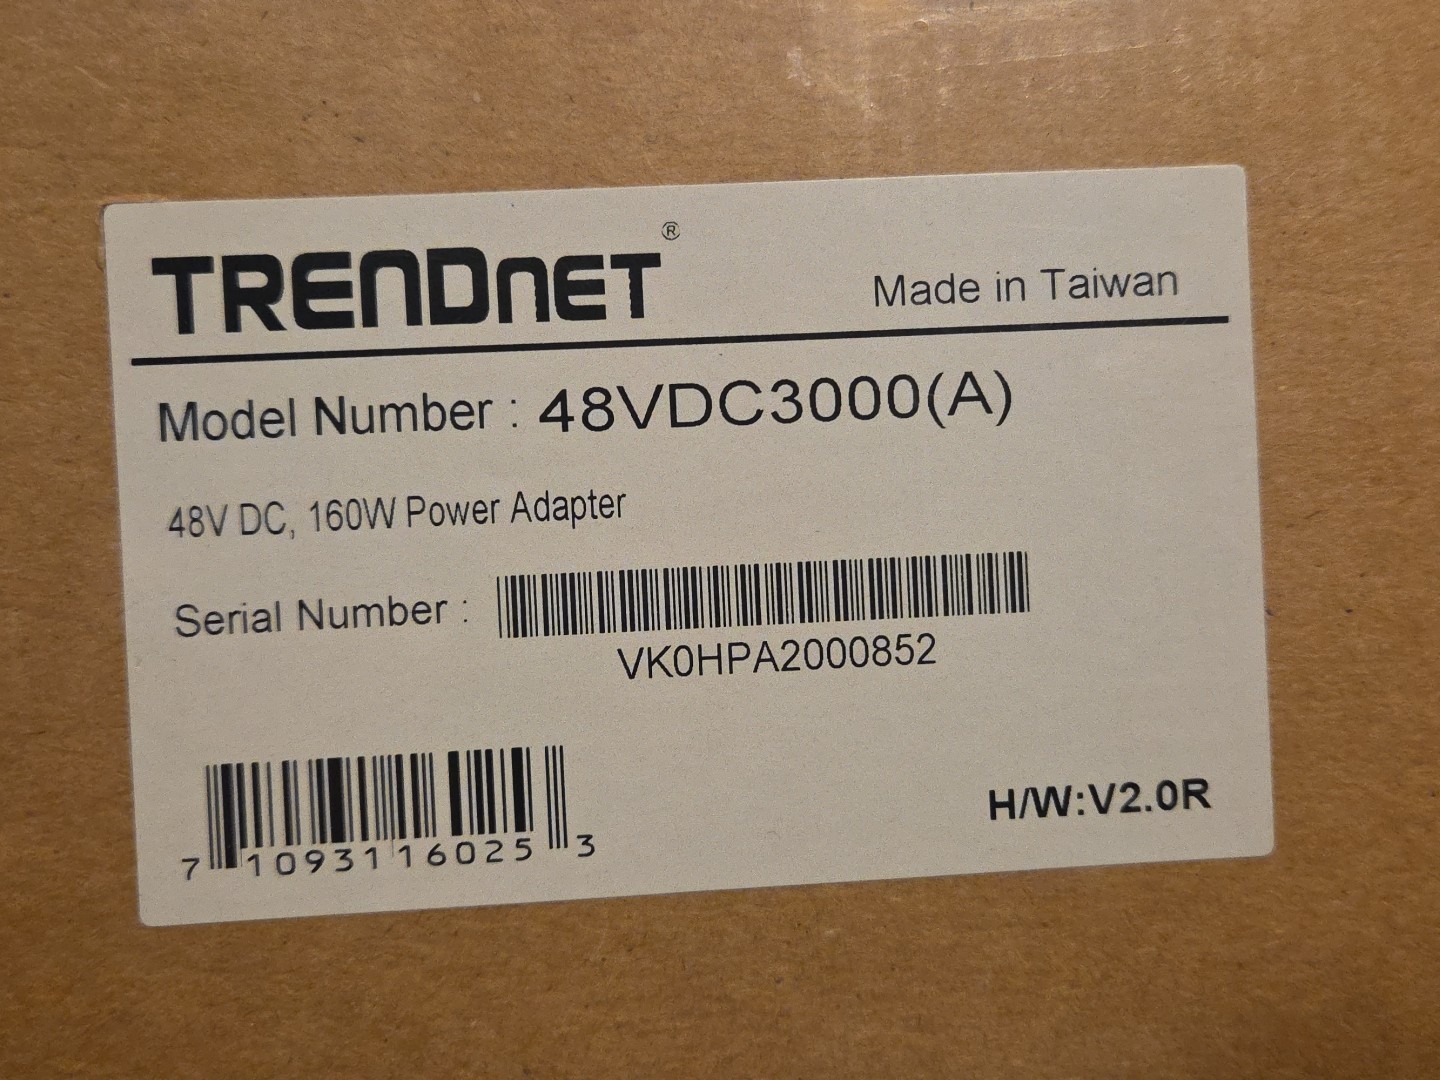 TRENDNET®
Made in Taiwan
Model Number : 48VDC3000(A)
48V DC, 160W Power Adapter
Serial Number :
VK0HPA2000852
7 10931 16025 3
H/W:V2.0R